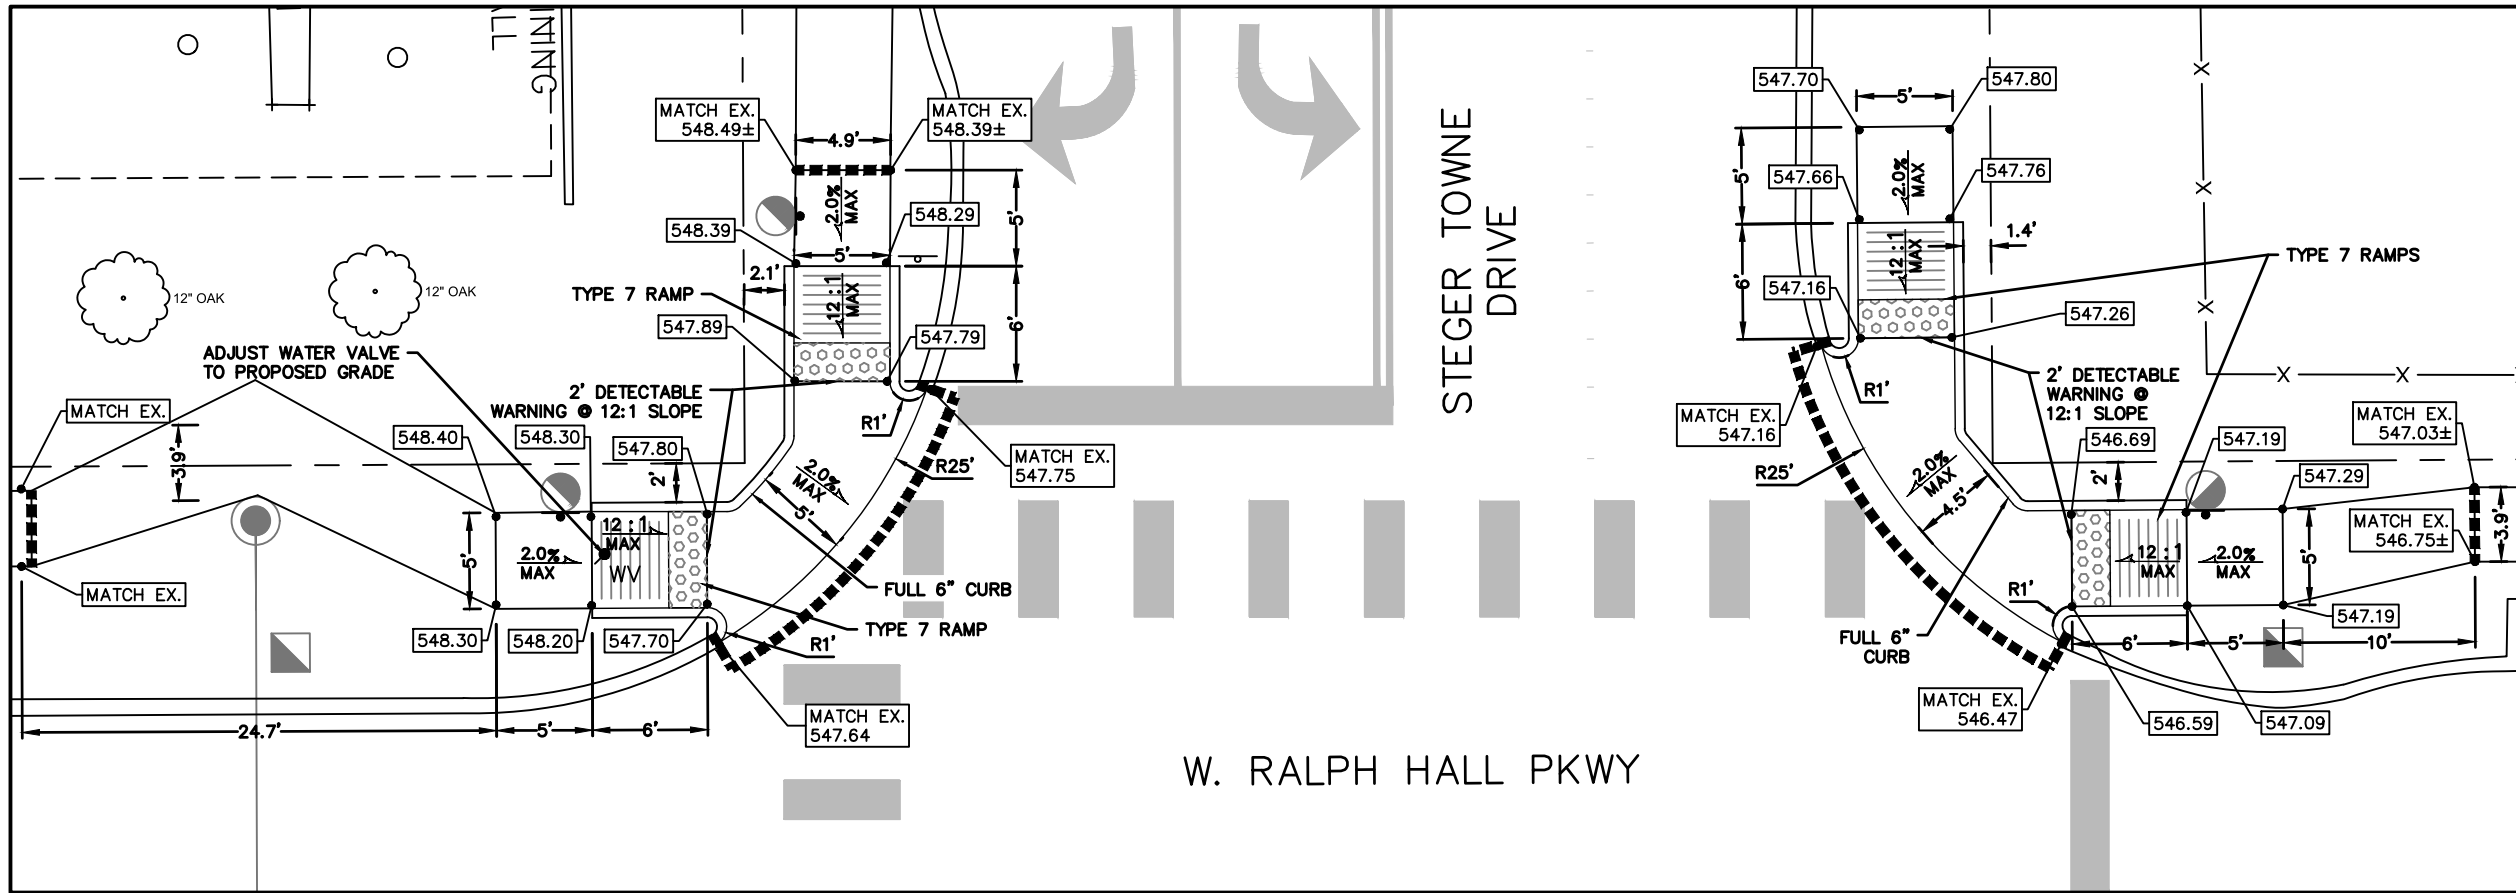 NING
LL
MATCH EX.
548.49±
MATCH EX.
548.39±
4.9'
2.0%
MAX
548.39
548.29
5'
5'
2.1'
12 : 1
MAX
6'
TYPE 7 RAMP
547.89
547.79
12" OAK
12" OAK
ADJUST WATER VALVE
TO PROPOSED GRADE
2' DETECTABLE
WARNING @ 12:1 SLOPE
R1'
MATCH EX.
3.9'
548.40
548.30
547.80
2'
2.0%
MAX
5'
R25'
MATCH EX.
547.75
5'
2.0%
MAX
12 : 1
MAX
WV
FULL 6" CURB
TYPE 7 RAMP
R1'
MATCH EX.
548.30
548.20
547.70
24.7'
5'
6'
MATCH EX.
547.64
STEGER TOWNE
DRIVE
W. RALPH HALL PKWY
547.70
547.80
5'
5'
2.0%
MAX
547.66
547.76
6'
12 : 1
MAX
1.4'
TYPE 7 RAMPS
547.16
547.26
R1'
2' DETECTABLE
WARNING @
12:1 SLOPE
MATCH EX.
547.16
R25'
2.0%
MAX
4.5'
546.69
547.19
2'
547.29
MATCH EX.
547.03±
MATCH EX.
546.75±
3.9'
12 : 1
MAX
2.0%
MAX
5'
R1'
FULL 6"
CURB
547.19
6'
5'
10'
MATCH EX.
546.47
546.59
547.09
X
X
X
X
X
X